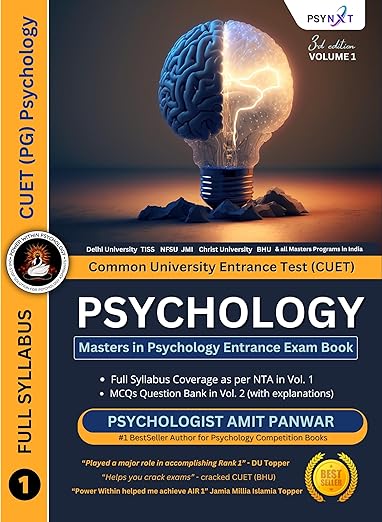 PSYNXT
3rd edition
VOLUME 1
CUET (PG) Psychology
FULL SYLLABUS
1
Delhi University TISS NFSU JMI Christ University BHU & all Masters Programs in India
Common University Entrance Test (CUET)
PSYCHOLOGY
Masters in Psychology Entrance Exam Book
• Full Syllabus Coverage as per NTA in Vol. 1
• MCQs Question Bank in Vol. 2 (with explanations)
PSYCHOLOGIST AMIT PANWAR
#1 BestSeller Author for Psychology Competition Books
"Played a major role in accomplishing Rank 1" - DU Topper
"Helps you crack exams" - cracked CUET (BHU)
"Power Within helped me achieve AIR 1" Jamia Millia Islamia Topper
BEST
SELLER
POWER WITHIN PSYCHOLOGY